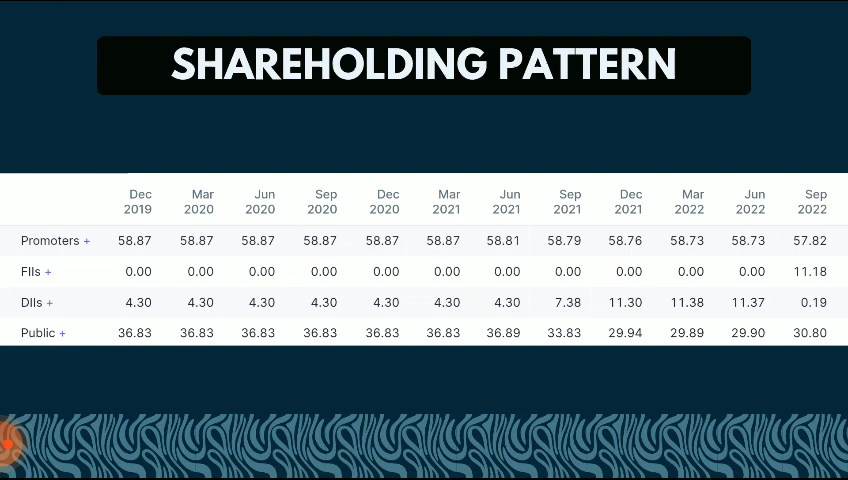 SHAREHOLDING PATTERN
Dec 2019 Mar 2020 Jun 2020 Sep 2020 Dec 2020 Mar 2021 Jun 2021 Sep 2021 Dec 2021 Mar 2022 Jun 2022 Sep 2022
Promoters + 58.87 58.87 58.87 58.87 58.87 58.87 58.81 58.79 58.76 58.73 58.73 57.82
FIIs + 0.00 0.00 0.00 0.00 0.00 0.00 0.00 0.00 0.00 0.00 0.00 11.18
DIIs + 4.30 4.30 4.30 4.30 4.30 4.30 4.30 7.38 11.30 11.38 11.37 0.19
Public + 36.83 36.83 36.83 36.83 36.83 36.83 36.89 33.83 29.94 29.89 29.90 30.80